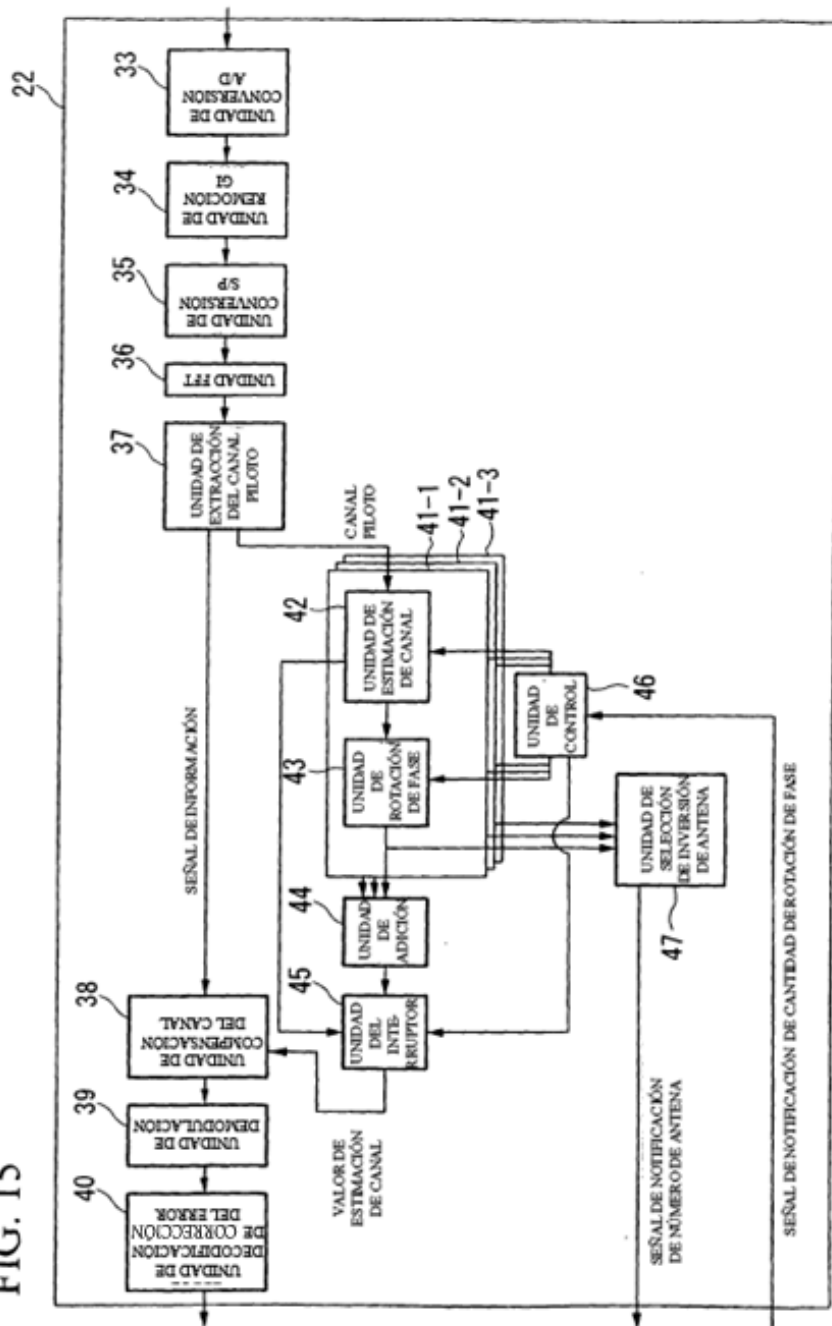 FIG. 15
22
33
UNIDAD DE
CONVERSIÓN
A/D
34
UNIDAD DE
REMOCIÓN
GI
35
UNIDAD DE
CONVERSIÓN
S/P
36
UNIDAD FFT
37
UNIDAD DE
EXTRACCIÓN
DEL CANAL
PILOTO
SEÑAL DE INFORMACIÓN
CANAL
PILOTO
41-1
41-2
41-3
42
UNIDAD DE
ESTIMACIÓN
DE CANAL
43
UNIDAD
DE
ROTACIÓN
DE FASE
44
UNIDAD
DE
ADICIÓN
45
UNIDAD
DEL
INTE-
RRUPTOR
46
UNIDAD
DE
CONTROL
47
UNIDAD DE
SELECCIÓN
DE INVERSIÓN
DE ANTENA
38
UNIDAD DE
COMPENSACIÓN
DEL CANAL
39
UNIDAD DE
DEMODULACIÓN
40
UNIDAD DE
DECODIFICACIÓN
DE CORRECCIÓN
DEL ERROR
VALOR DE
ESTIMACIÓN
DE CANAL
SEÑAL DE NOTIFICACIÓN
DE NÚMERO DE ANTENA
SEÑAL DE NOTIFICACIÓN DE CANTIDAD DE ROTACIÓN DE FASE